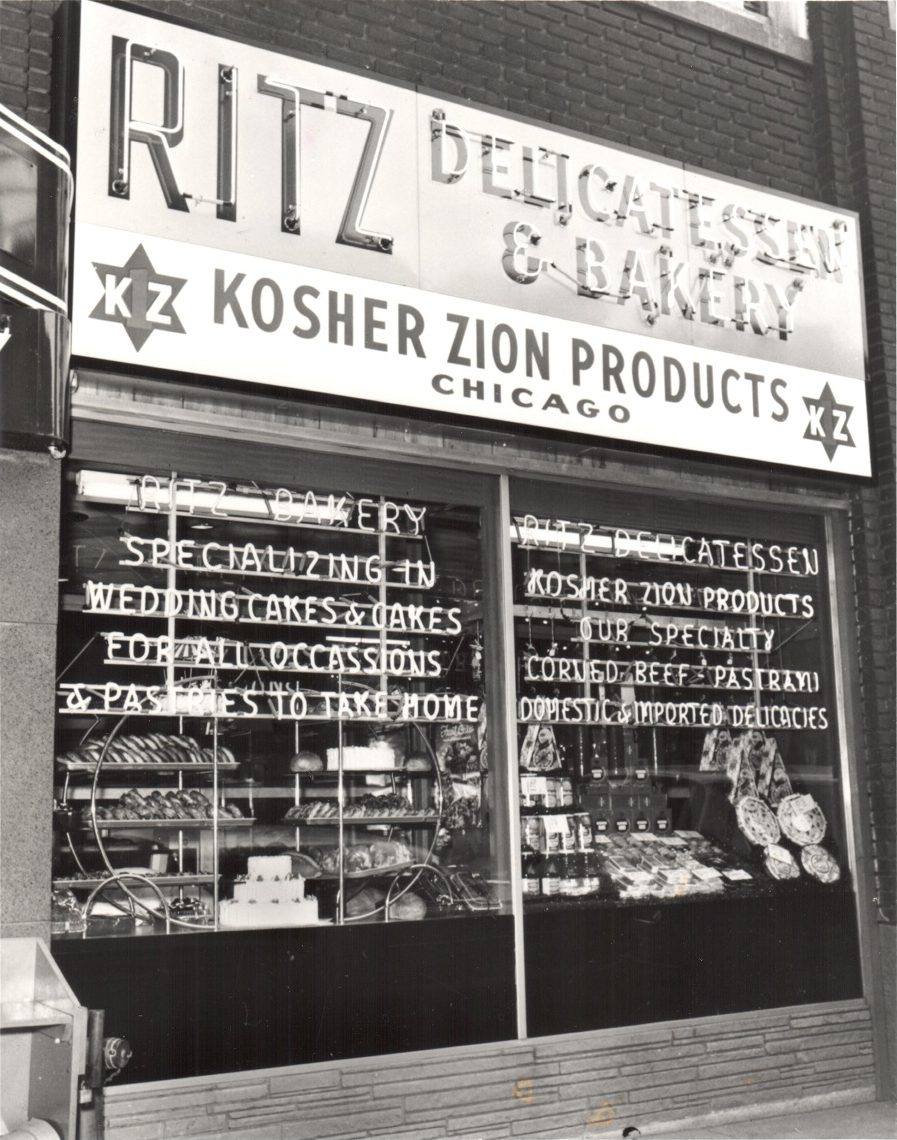 RITZ
DELICATESSEN
& BAKERY
KZ
KOSHER ZION PRODUCTS
CHICAGO
KZ
RITZ BAKERY
SPECIALIZING IN
WEDDING CAKES & CAKES
FOR ALL OCCASSIONS
& PASTRIES TO TAKE HOME
RITZ DELICATESSEN
KOSHER ZION PRODUCTS
OUR SPECIALTY
CORNED BEEF - PASTRAMI
DOMESTIC & IMPORTED DELICACIES